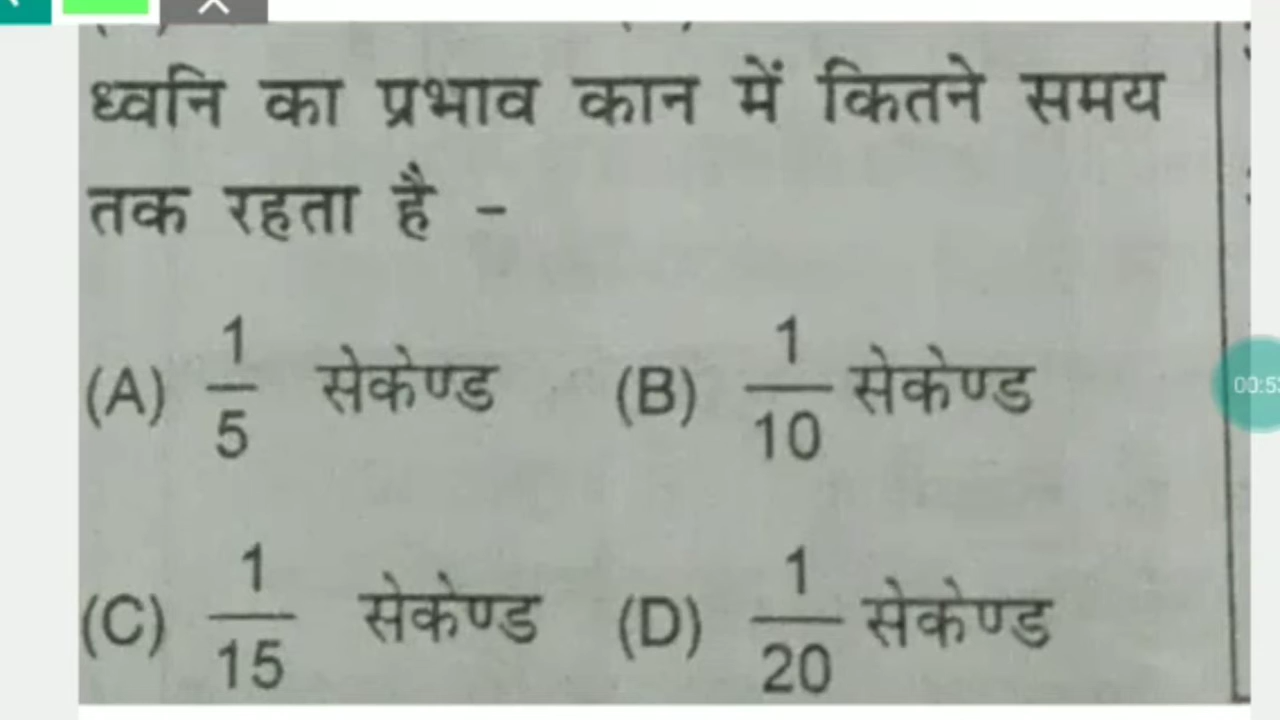 ध्वनि का प्रभाव कान में कितने समय
तक रहता है -
(A) 1/5 सेकेण्ड (B) 1/10 सेकेण्ड
(C) 1/15 सेकेण्ड (D) 1/20 सेकेण्ड